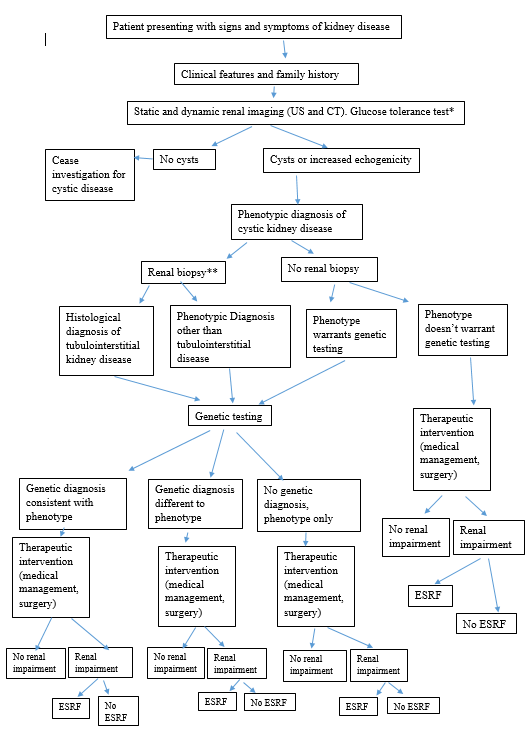 Patient presenting with signs and symptoms of kidney disease
Clinical features and family history
Static and dynamic renal imaging (US and CT). Glucose tolerance test*
Cease
investigation for
cystic disease
No cysts
Cysts or increased echogenicity
Phenotypic diagnosis of
cystic kidney disease
Renal biopsy**
No renal biopsy
Histological
diagnosis of
tubulointerstitial
kidney disease
Phenotypic Diagnosis
other than
tubulointerstitial
disease
Phenotype
warrants genetic
testing
Phenotype
doesn’t warrant
genetic testing
Genetic testing
Therapeutic
intervention
(medical
management,
surgery)
No renal
impairment
Renal
impairment
ESRF
No ESRF
Genetic diagnosis
consistent with
phenotype
Genetic diagnosis
different to
phenotype
No genetic
diagnosis,
phenotype only
Therapeutic
intervention
(medical
management,
surgery)
Therapeutic
intervention
(medical
management,
surgery)
Therapeutic
intervention
(medical
management,
surgery)
No renal
impairment
Renal
impairment
No renal
impairment
Renal
impairment
No renal
impairment
Renal
impairment
ESRF
No
ESRF
ESRF
No ESRF
ESRF
No ESRF